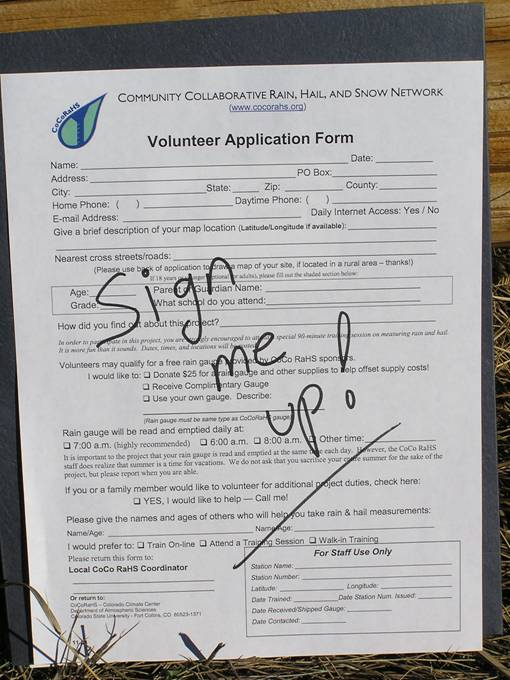 CoCoRaHS
COMMUNITY COLLABORATIVE RAIN, HAIL, AND SNOW NETWORK
(www.cocorahs.org)
Volunteer Application Form
Name: Date:
Address: PO Box:
City: State: Zip: County:
Home Phone: ( ) Daytime Phone: ( )
E-mail Address: Daily Internet Access: Yes / No
Give a brief description of your map location (Latitude/Longitude if available):
Nearest cross streets/roads:
(Please use back of application to draw a map of your site, if located in a rural area – thanks!)
If 18 years or younger (optional for adults), please fill out the shaded section below:
Age: Parent or Guardian Name:
Grade: What school do you attend:
How did you find out about this project?
In order to participate in this project, you are strongly encouraged to attend special 90-minute training session on measuring rain and hail.
It is more fun than it sounds. Dates, times, and locations will be
Volunteers may qualify for a free rain gauge provided by CoCo RaHS sponsors.
I would like to: ☐ Donate $25 for a rain gauge and other supplies to help offset supply costs!
☐ Receive Complimentary Gauge
☐ Use your own gauge. Describe:
(Rain gauge must be same type as CoCoRaHS gauge)
Rain gauge will be read and emptied daily at:
☐ 7:00 a.m. (highly recommended) ☐ 6:00 a.m. ☐ 8:00 a.m. ☐ Other time:
It is important to the project that your rain gauge is read and emptied at the same time each day. However, the CoCo RaHS
staff does realize that summer is a time for vacations. We do not ask that you sacrifice your entire summer for the sake of the
project, but please report when you are able.
If you or a family member would like to volunteer for additional project duties, check here:
☐ YES, I would like to help — Call me!
Please give the names and ages of others who will help you take rain & hail measurements:
Name/Age: Name/Age:
I would prefer to: ☐ Train On-line ☐ Attend a Training Session ☐ Walk-in Training
Please return this form to:
Local CoCo RaHS Coordinator
Or return to:
CoCoRaHS – Colorado Climate Center
Department of Atmospheric Sciences
Colorado State University - Fort Collins, CO 80523-1371
For Staff Use Only
Station Name:
Station Number:
Latitude: Longitude:
Date Trained: Date Station Num. Issued:
Date Received/Shipped Gauge:
Date Contacted:
Sign
me
up!